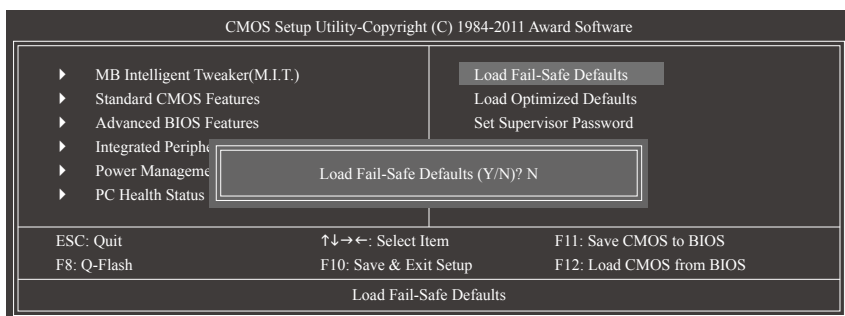 CMOS Setup Utility-Copyright (C) 1984-2011 Award Software
MB Intelligent Tweaker(M.I.T.)
Standard CMOS Features
Advanced BIOS Features
Integrated
Power
PC Health Status
Load Fail-Safe Defaults
Load Optimized Defaults
Set Supervisor Password
Load Fail-Safe Defaults (Y/N)? N
ESC: Quit
↑↓→←: Select Item
F11: Save CMOS to BIOS
F8: Q-Flash
F10: Save & Exit Setup
F12: Load CMOS from BIOS
Load Fail-Safe Defaults